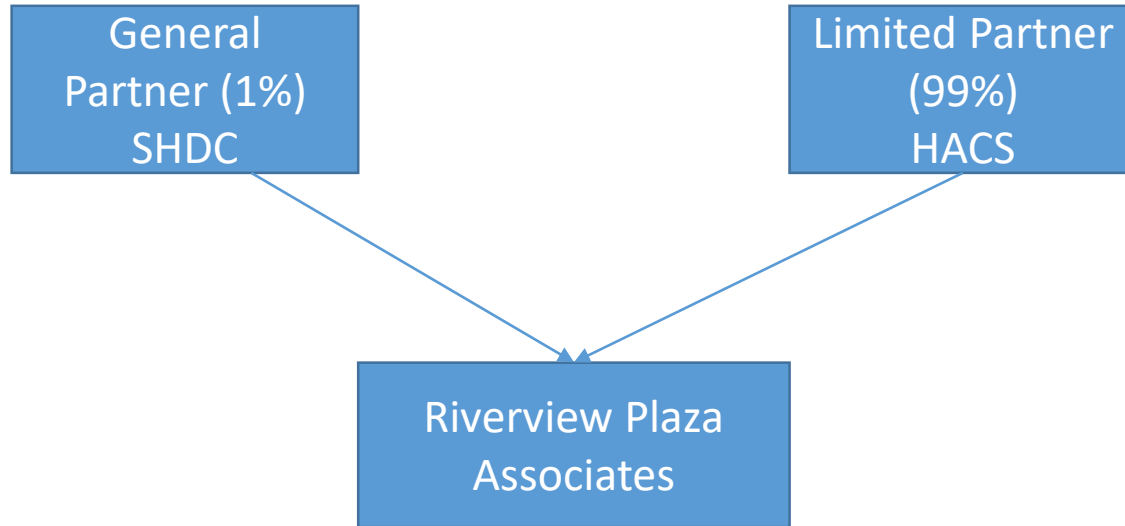 General
Partner (1%)
SHDC
Limited Partner
(99%)
HACS
Riverview Plaza
Associates